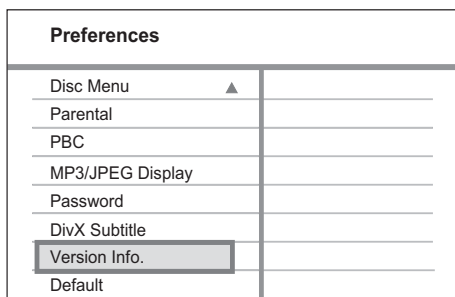 Preferences
Disc Menu
Parental
PBC
MP3/JPEG Display
Password
DivX Subtitle
Version Info.
Default